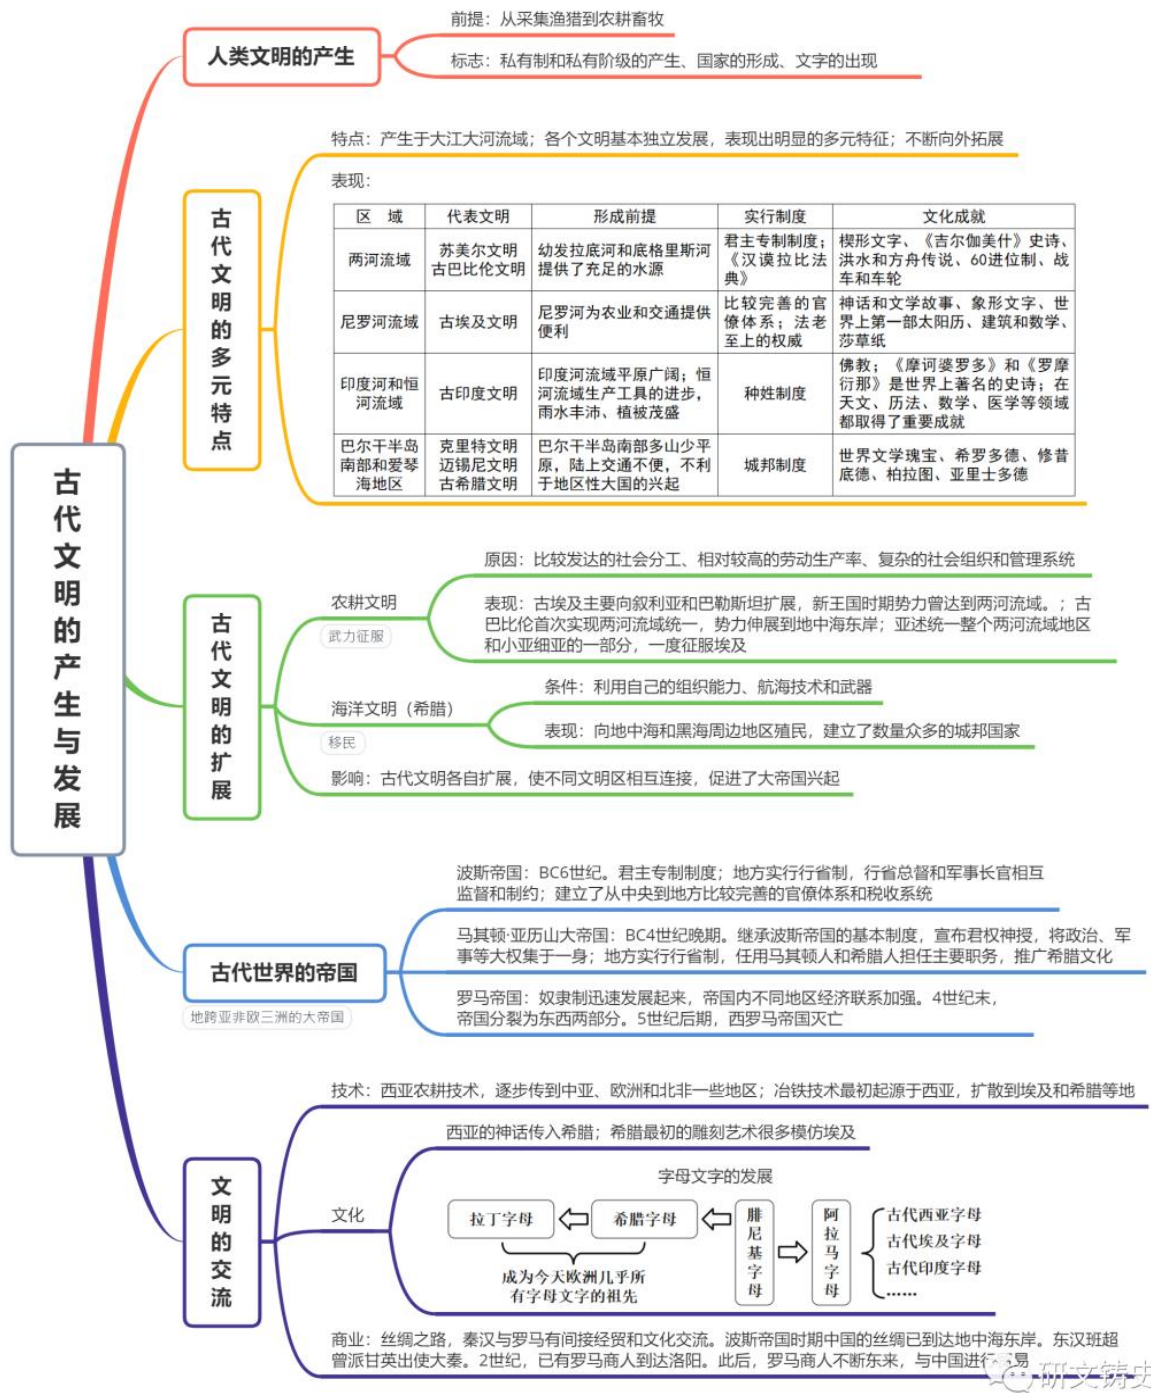 古代文明的产生与发展
人类文明的产生
前提：从采集渔猎到农耕畜牧
标志：私有制和私有阶级的产生、国家的形成、文字的出现
古代文明的多元特点
特点：产生于大江大河流域；各个文明基本独立发展，表现出明显的多元特征；不断向外拓展
表现：
区 域 代表文明 形成前提 实行制度 文化成就
两河流域
苏美尔文明
古巴比伦文明
幼发拉底河和底格里斯河
提供了充足的水源
君主专制制度；
《汉谟拉比法
典》
楔形文字、《吉尔伽美什》史诗、
洪水和方舟传说、60进位制、战
车和车轮
尼罗河流域
古埃及文明
尼罗河为农业和交通提供
便利
比较完善的官
僚体系；法老
至上的权威
神话和文学故事、象形文字、世
界上第一部太阳历、建筑和数学、
莎草纸
印度河和恒
河流域
古印度文明
印度河流域平原广阔；恒
河流域生产工具的进步，
雨水丰沛、植被茂盛
种姓制度
佛教；《摩诃婆罗多》和《罗摩
衍那》是世界上著名的史诗；在
天文、历法、数学、医学等领域
都取得了重要成就
巴尔干半岛
南部和爱琴
海地区
克里特文明
迈锡尼文明
古希腊文明
巴尔干半岛南部多山少平
原，陆上交通不便，不利
于地区性大国的兴起
城邦制度
世界文学瑰宝、希罗多德、修昔
底德、柏拉图、亚里士多德
古代文明的扩展
农耕文明
武力征服
原因：比较发达的社会分工、相对较高的劳动生产率、复杂的社会组织和管理系统
表现：古埃及主要向叙利亚和巴勒斯坦扩展，新王国时期势力曾达到两河流域。；古
巴比伦首次实现两河流域统一，势力伸展到地中海东岸；亚述统一整个两河流域地区
和小亚细亚的一部分，一度征服埃及
海洋文明（希腊）
移民
条件：利用自己的组织能力、航海技术和武器
表现：向地中海和黑海周边地区殖民，建立了数量众多的城邦国家
影响：古代文明各自扩展，使不同文明区相互连接，促进了大帝国兴起
古代世界的帝国
地跨亚非欧三洲的大帝国
波斯帝国：BC6世纪。君主专制制度；地方实行行省制，行省总督和军事长官相互
监督和制约；建立了从中央到地方比较完善的官僚体系和税收系统
马其顿·亚历山大帝国：BC4世纪晚期。继承波斯帝国的基本制度，宣布君权神授，将政治、军
事等大权集于一身；地方实行行省制，任用马其顿人和希腊人担任主要职务，推广希腊文化
罗马帝国：奴隶制迅速发展起来，帝国内不同地区经济联系加强。4世纪末，
帝国分裂为东西两部分。5世纪后期，西罗马帝国灭亡
文明的交流
技术：西亚农耕技术，逐步传到中亚、欧洲和北非一些地区；冶铁技术最初起源于西亚，扩散到埃及和希腊等地
文化
西亚的神话传入希腊；希腊最初的雕刻艺术很多模仿埃及
字母文字的发展
拉丁字母
希腊字母
腓尼基字母
阿拉马字母
古代西亚字母
古代埃及字母
古代印度字母
……
成为今天欧洲几乎所
有字母文字的祖先
商业：丝绸之路，秦汉与罗马有间接经贸和文化交流。波斯帝国时期中国的丝绸已到达地中海东岸。东汉班超
曾派甘英出使大秦。2世纪，已有罗马商人到达洛阳。此后，罗马商人不断东来，与中国进行易
研文铸史